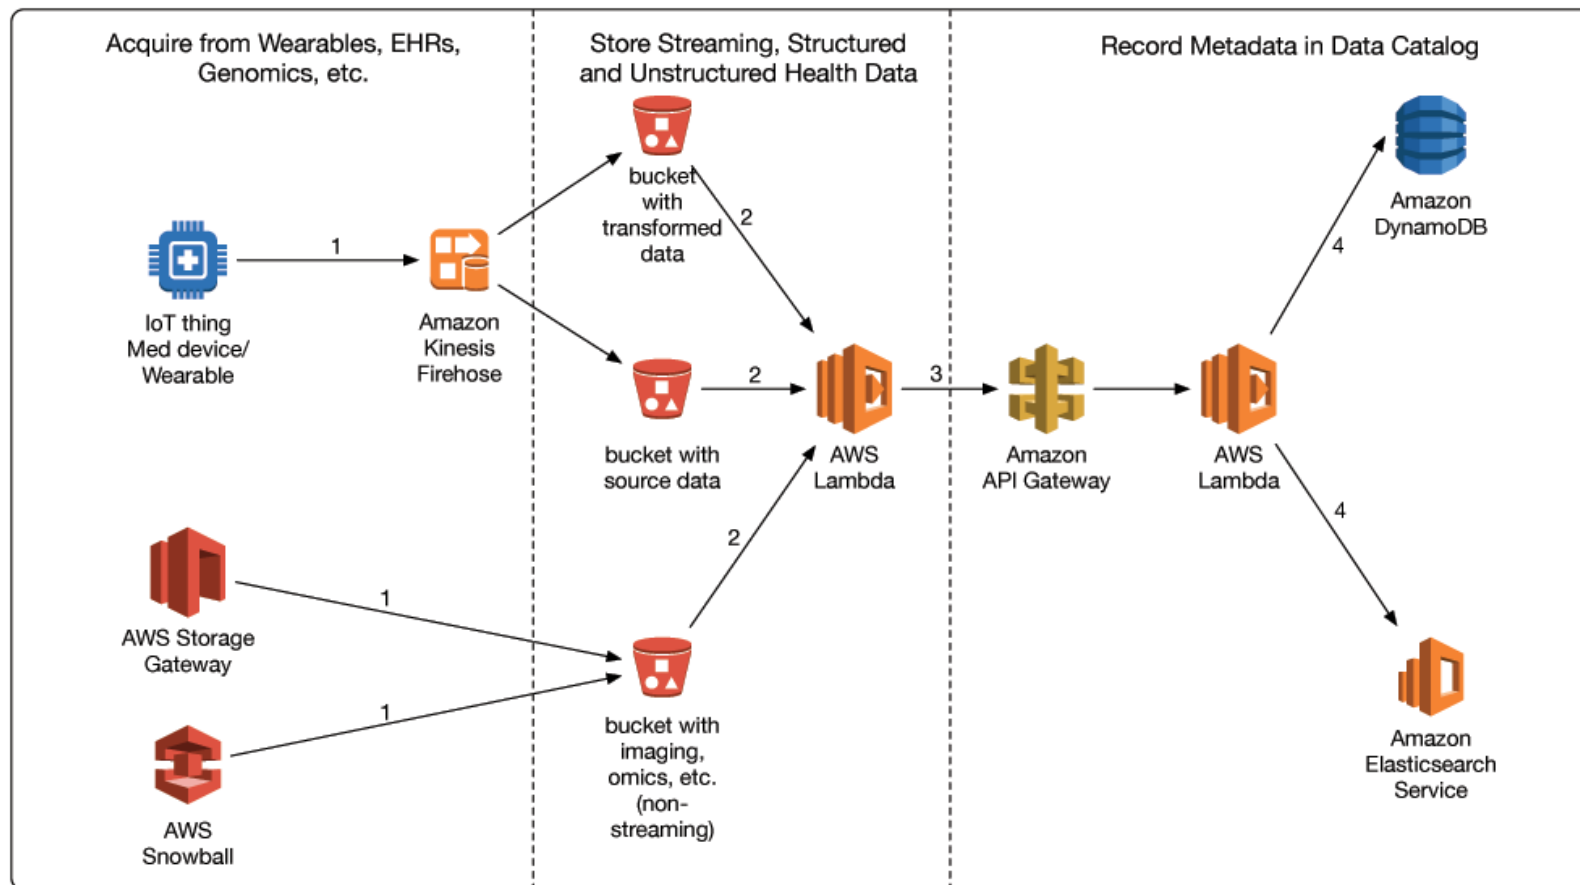 Acquire from Wearables, EHRs,
Genomics, etc.
Store Streaming, Structured
and Unstructured Health Data
Record Metadata in Data Catalog
IoT thing
Med device/
Wearable
1
Amazon
Kinesis
Firehose
AWS Storage
Gateway
1
AWS
Snowball
1
bucket
with
transformed
data
2
bucket with
source data
2
bucket with
imaging,
omics, etc.
(non-
streaming)
2
AWS
Lambda
3
Amazon
API Gateway
AWS
Lambda
4
Amazon
DynamoDB
4
Amazon
Elasticsearch
Service